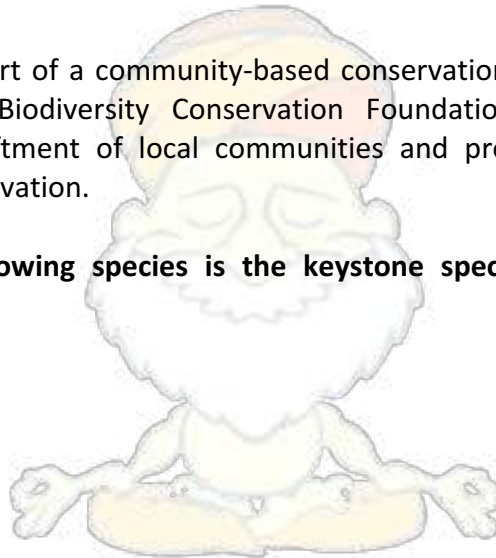 rt of a community-based conservation
Biodiversity Conservation Foundatio
ftment of local communities and pr
vation.
owing species is the keystone spec